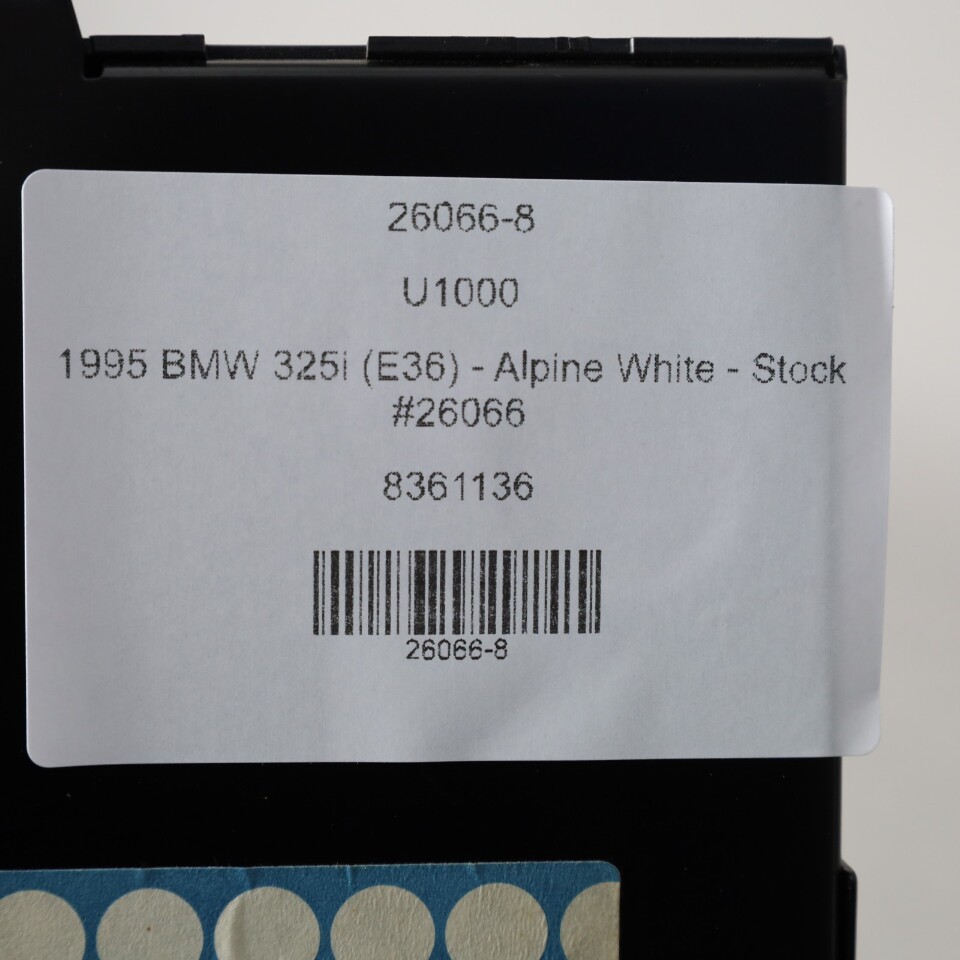 26066-8
U1000
1995 BMW 325i (E36) - Alpine White - Stock
#26066
8361136
26066-8